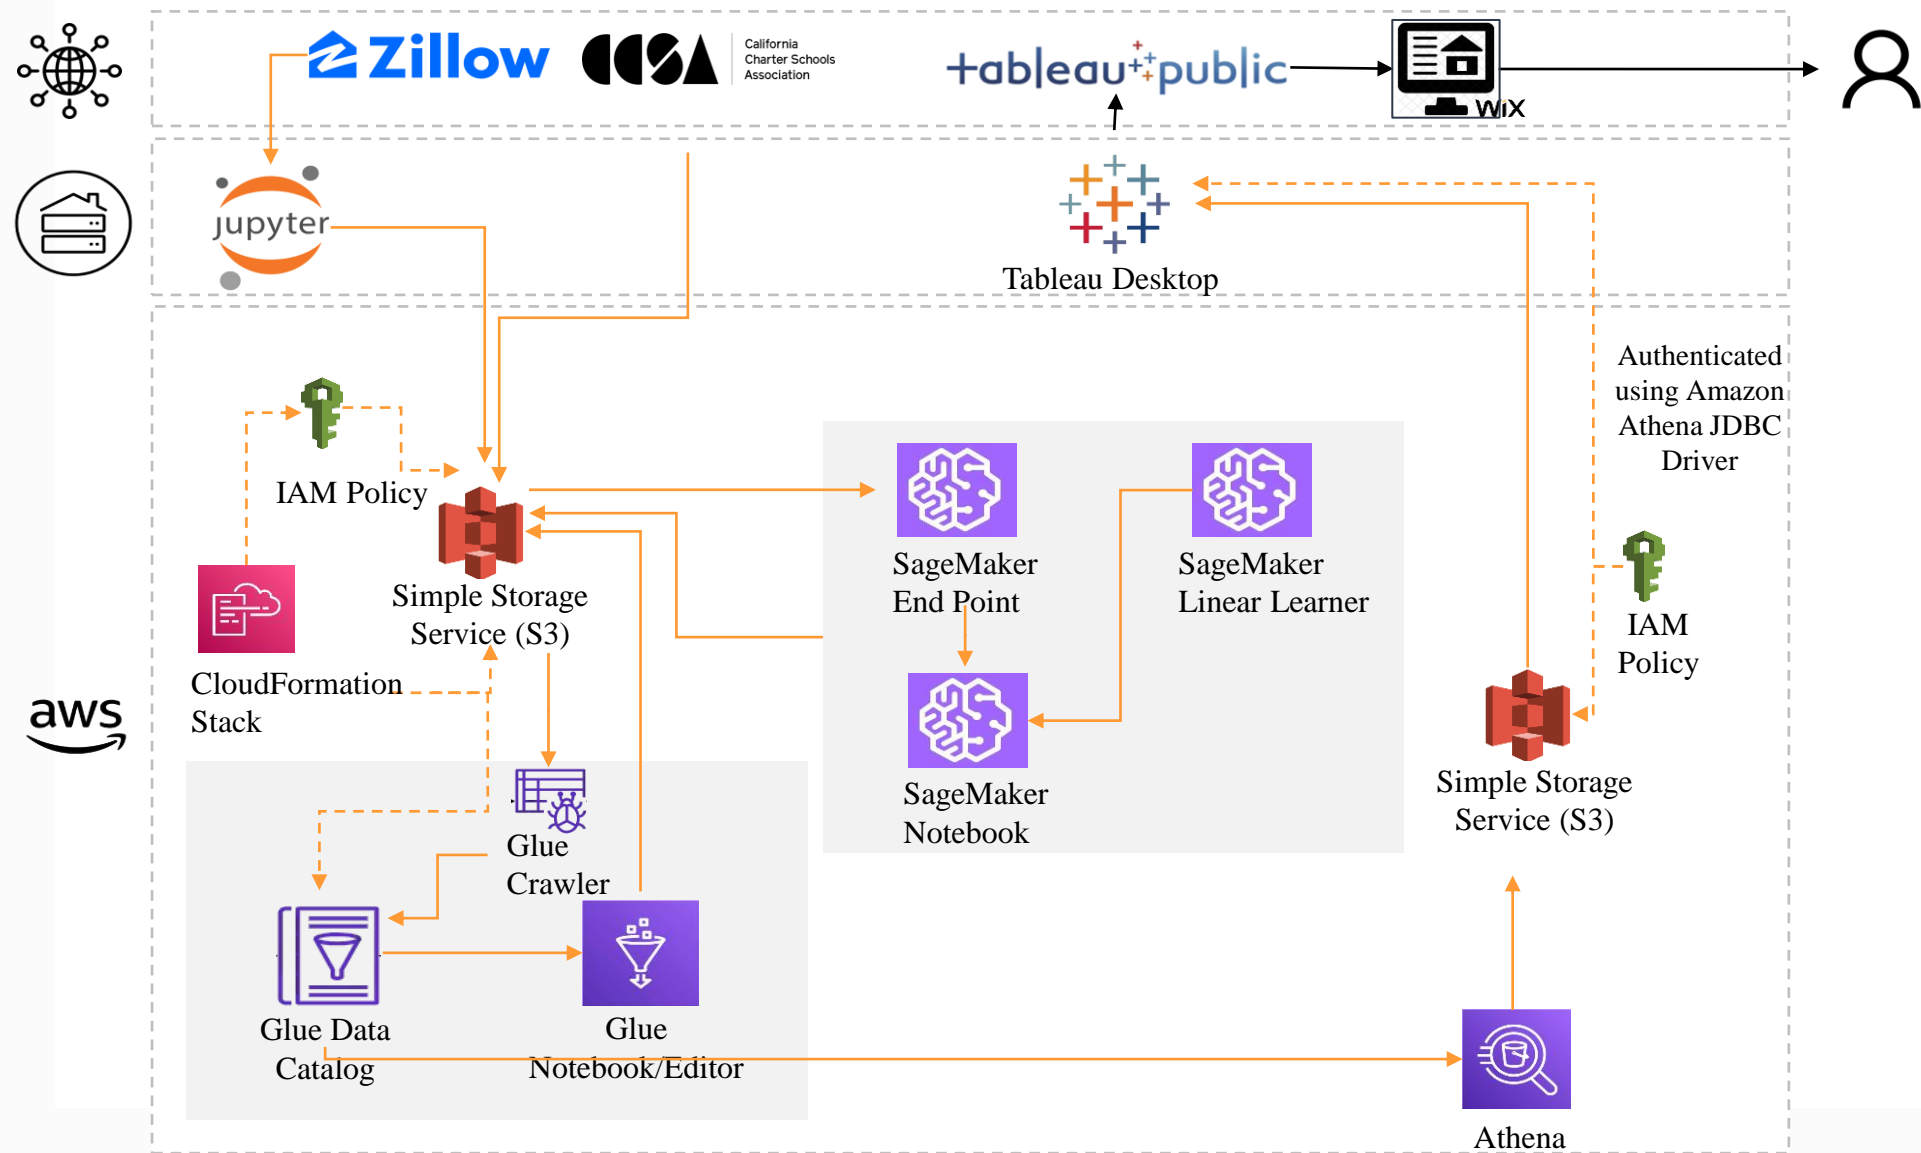 Zillow
CCSA
California
Charter Schools
Association
+ableau public
WiX
jupyter
Tableau Desktop
Authenticated
using Amazon
Athena JDBC
Driver
IAM Policy
SageMaker
End Point
SageMaker
Linear Learner
Simple Storage
Service (S3)
IAM
Policy
CloudFormation
Stack
aws
SageMaker
Notebook
Simple Storage
Service (S3)
Glue
Crawler
Glue Data
Catalog
Glue
Notebook/Editor
Athena